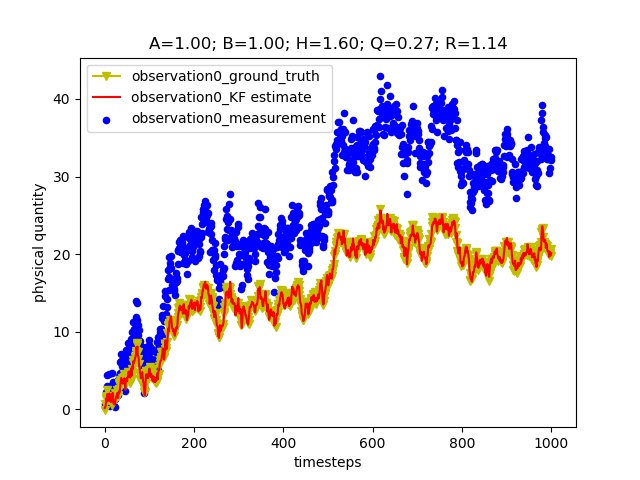 A=1.00; B=1.00; H=1.60; Q=0.27; R=1.14
observation0_ground_truth
observation0_KF estimate
observation0_measurement
physical quantity
40
30
20
10
0
0 200 400 600 800 1000
timesteps